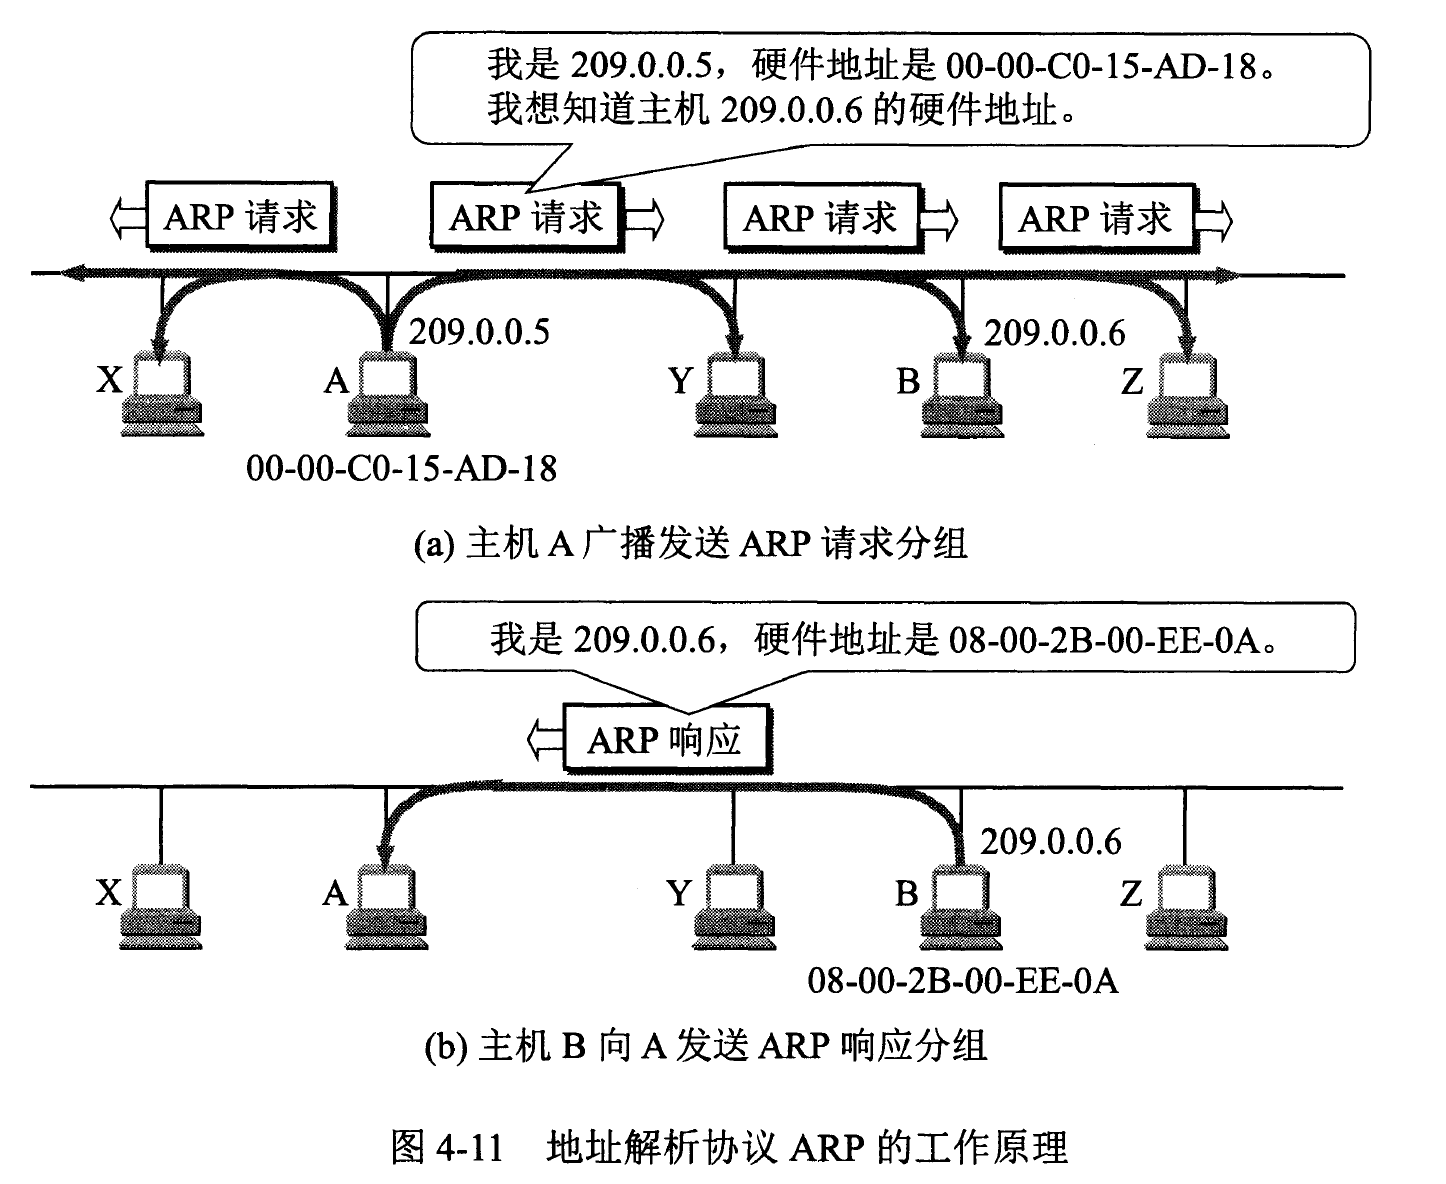 我是 209.0.0.5，硬件地址是 00-00-C0-15-AD-18。
我想知道主机 209.0.0.6 的硬件地址。
ARP 请求
ARP 请求
ARP 请求
ARP 请求
209.0.0.5
209.0.0.6
X
A
Y
B
Z
00-00-C0-15-AD-18
(a) 主机 A 广播发送 ARP 请求分组
我是 209.0.0.6，硬件地址是 08-00-2B-00-EE-0A。
ARP 响应
209.0.0.6
X
A
Y
B
Z
08-00-2B-00-EE-0A
(b) 主机 B 向 A 发送 ARP 响应分组
图 4-11 地址解析协议 ARP 的工作原理